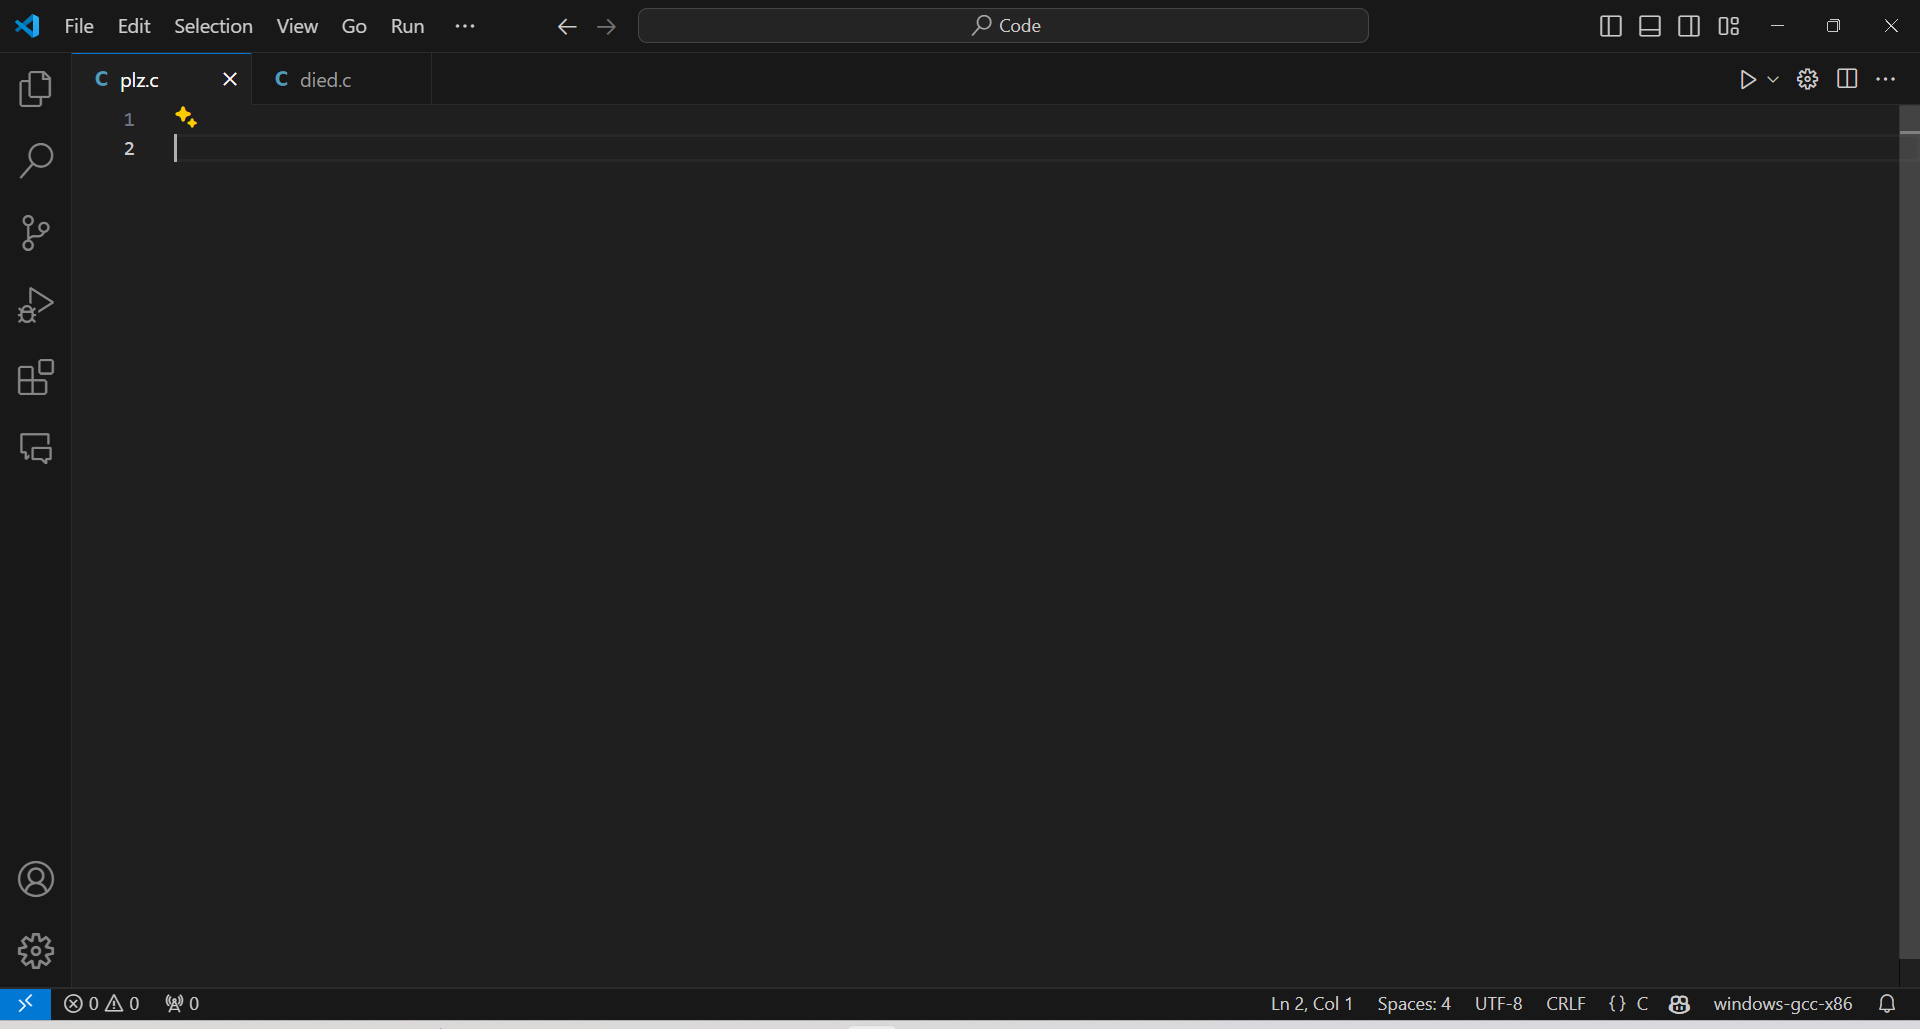 File Edit Selection View Go Run ··· Code
C plz.c C died.c
1
2
0 0 0 Ln 2, Col 1 Spaces: 4 UTF-8 CRLF {} C windows-gcc-x86